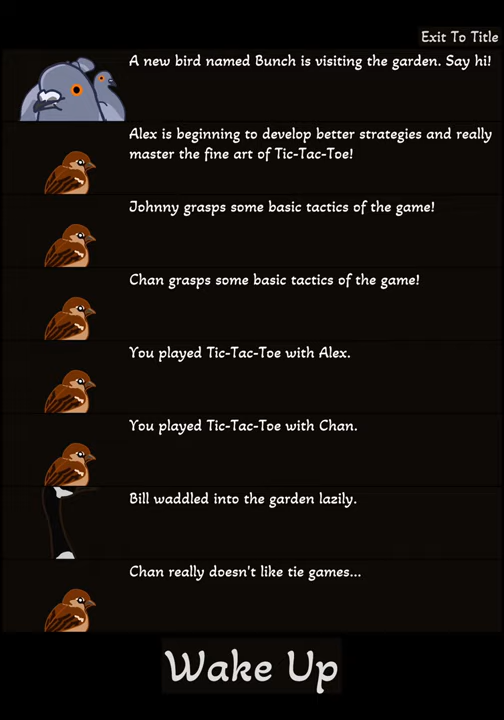 Exit To Title
A new bird named Bunch is visiting the garden. Say hi!
Alex is beginning to develop better strategies and really
master the fine art of Tic-Tac-Toe!
Johnny grasps some basic tactics of the game!
Chan grasps some basic tactics of the game!
You played Tic-Tac-Toe with Alex.
You played Tic-Tac-Toe with Chan.
Bill waddled into the garden lazily.
Chan really doesn't like tie games...
Wake Up